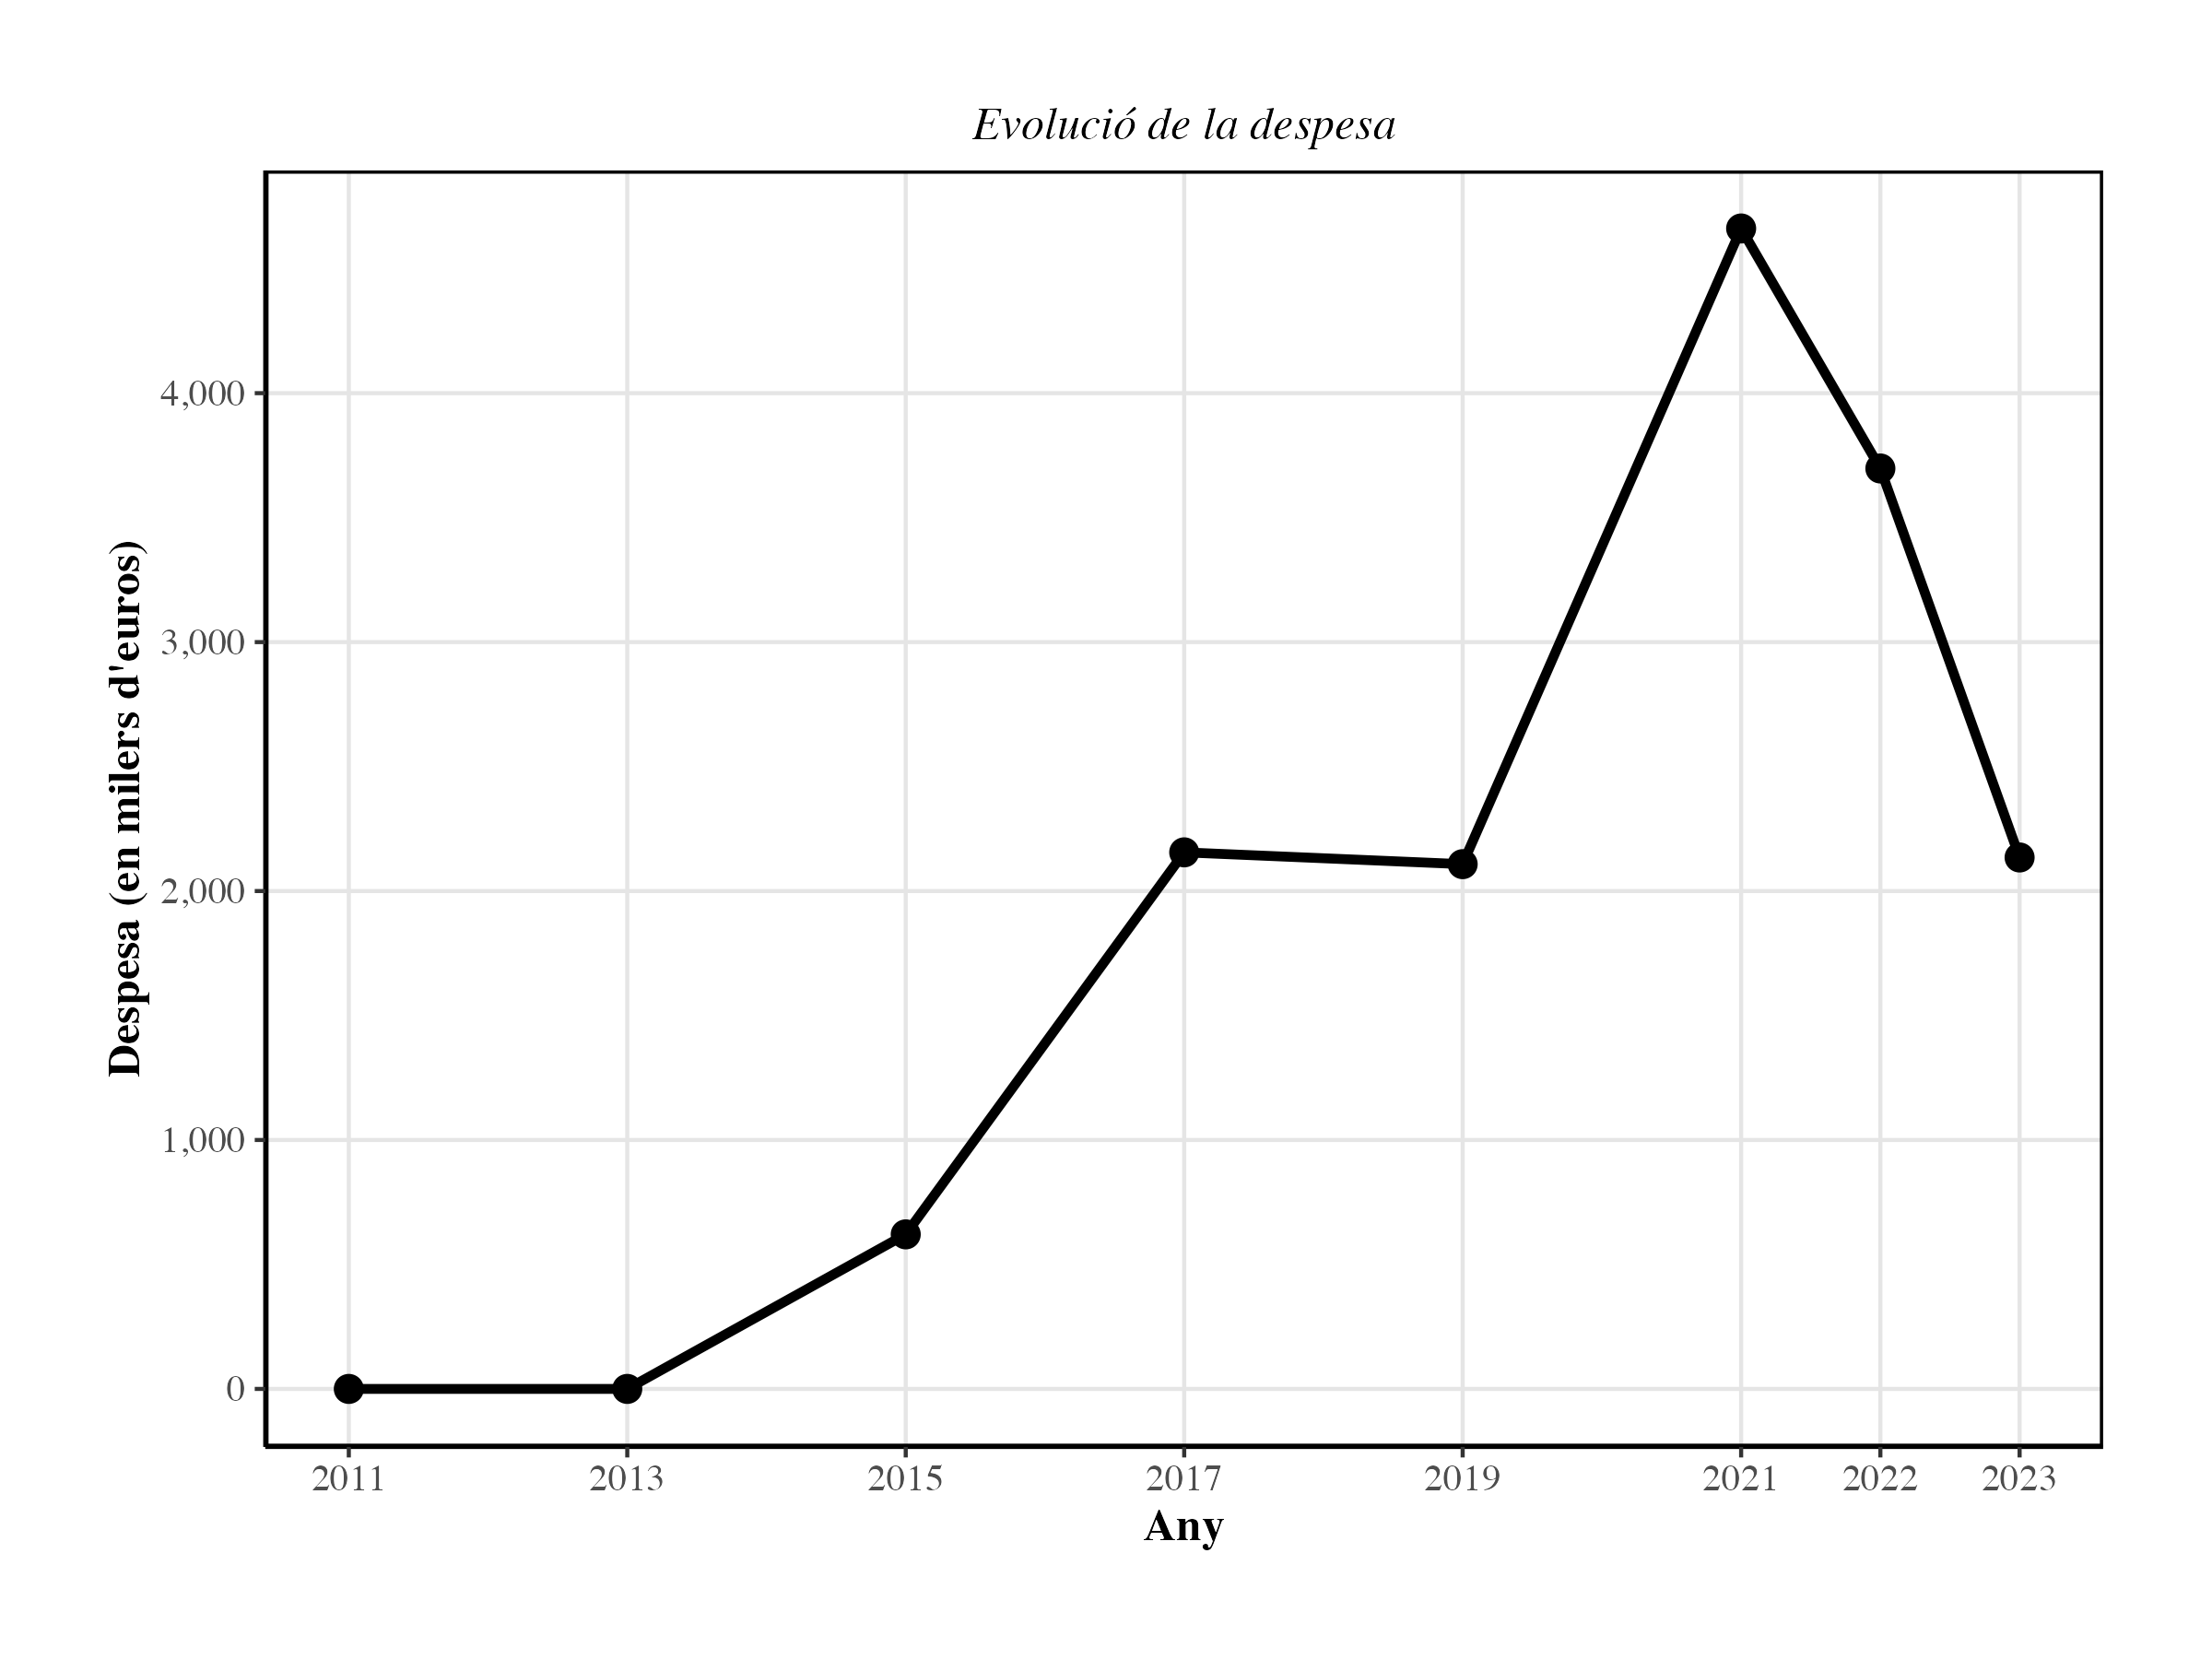 Evolució de la despesa
Despesa (en milers d'euros)
4,000
3,000
2,000
1,000
0
2011 2013 2015 2017 2019 2021 2022 2023
Any